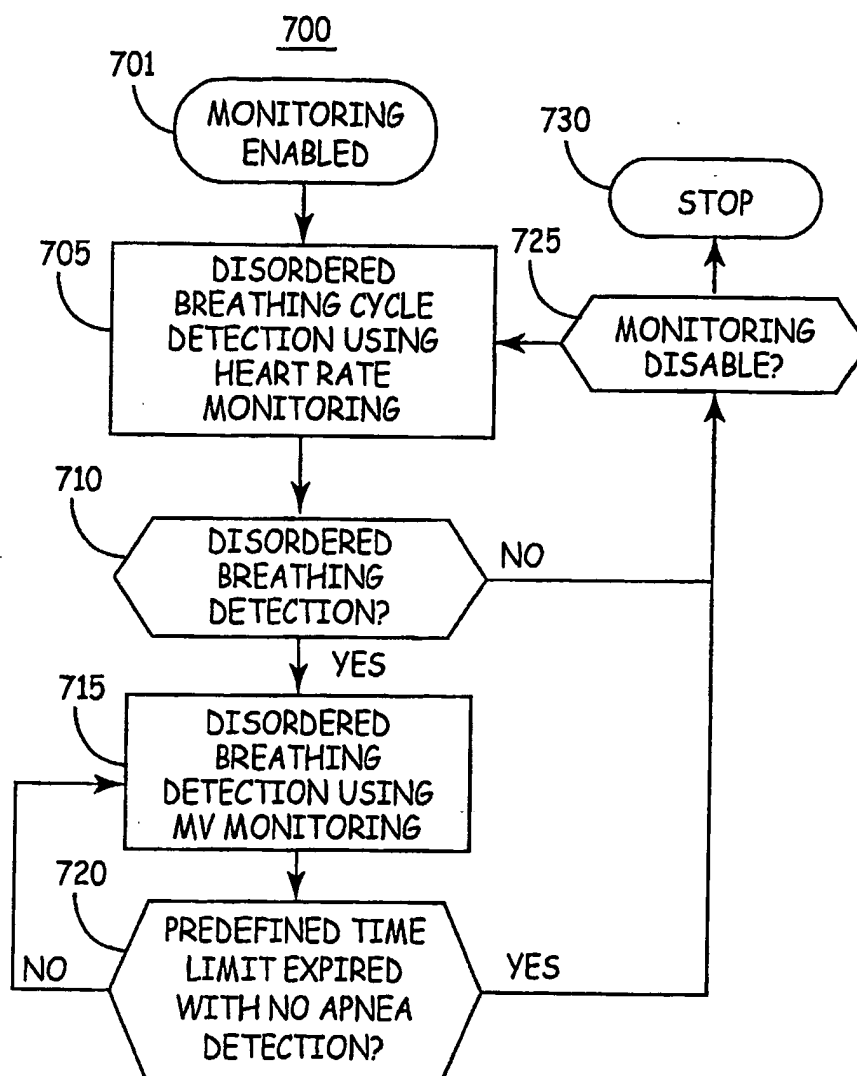 700
701
MONITORING
ENABLED
730
STOP
705
DISORDERED
BREATHING CYCLE
DETECTION USING
HEART RATE
MONITORING
725
MONITORING
DISABLE?
710
DISORDERED
BREATHING
DETECTION?
NO
YES
715
DISORDERED
BREATHING
DETECTION USING
MV MONITORING
720
PREDEFINED TIME
LIMIT EXPIRED
WITH NO APNEA
DETECTION?
NO
YES